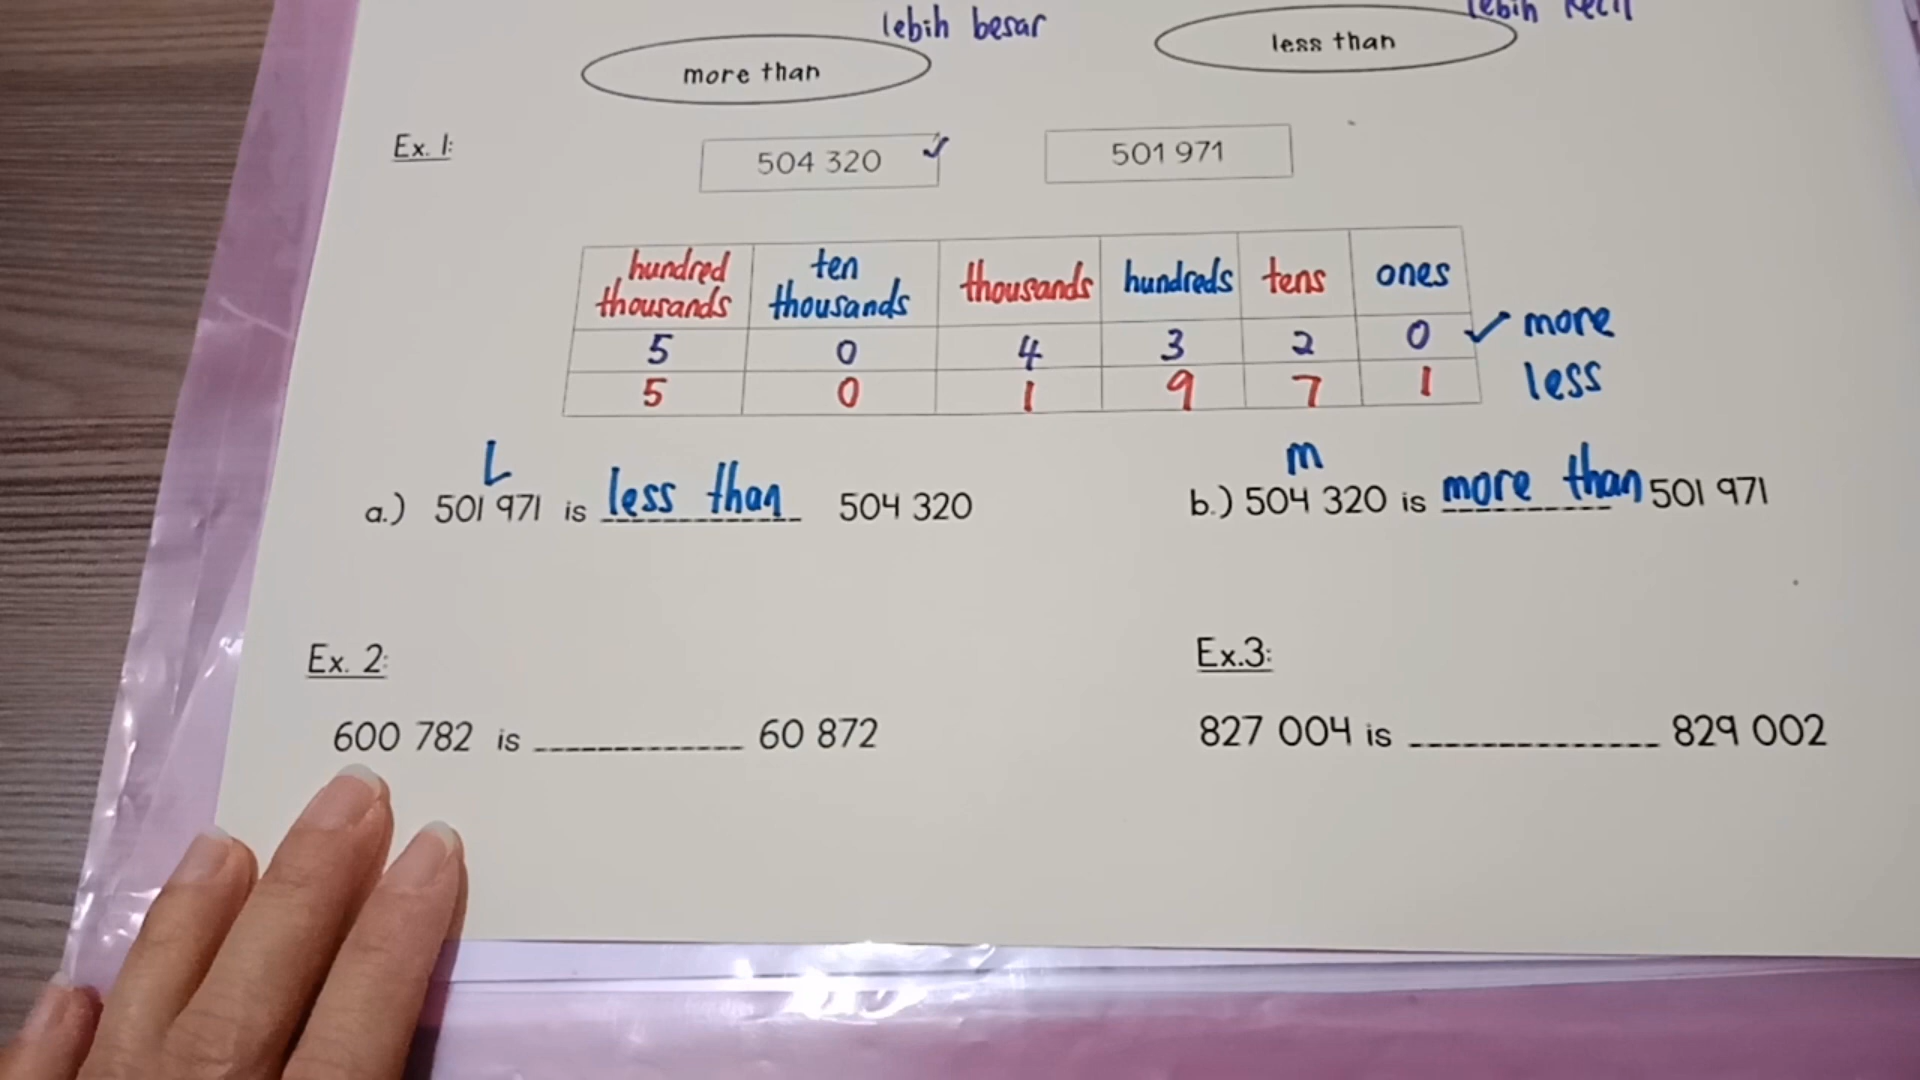 lebih besar
lebih kecil
more than
less than
Ex. 1:
504 320
501 971
hundred thousands ten thousands thousands hundreds tens ones
5 0 4 3 2 0 ✓ more
5 0 1 9 7 1 less
L
a.) 501 971 is less than 504 320
m
b.) 504 320 is more than 501 971
Ex. 2:
600 782 is ____________ 60 872
Ex.3:
827 004 is ____________ 829 002